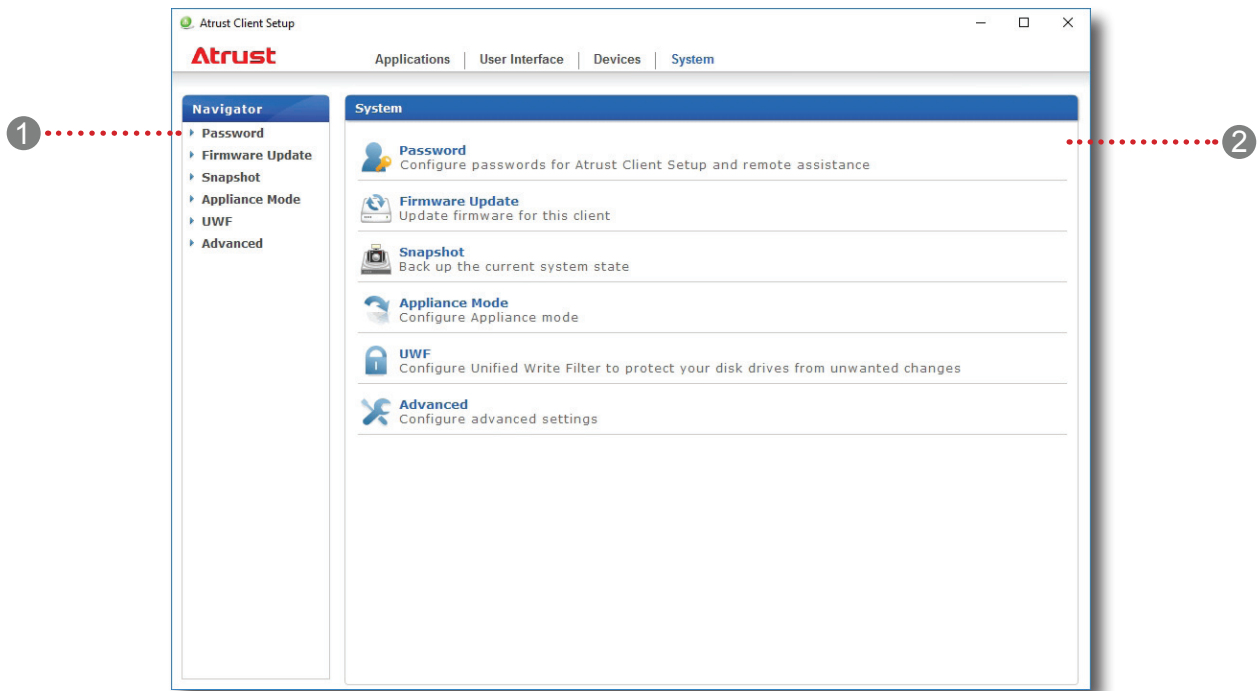 Atrust Client Setup
Atrust
Applications | User Interface | Devices | System
Navigator
Password
Firmware Update
Snapshot
Appliance Mode
UWF
Advanced
System
Password
Configure passwords for Atrust Client Setup and remote assistance
Firmware Update
Update firmware for this client
Snapshot
Back up the current system state
Appliance Mode
Configure Appliance mode
UWF
Configure Unified Write Filter to protect your disk drives from unwanted changes
Advanced
Configure advanced settings
1
2